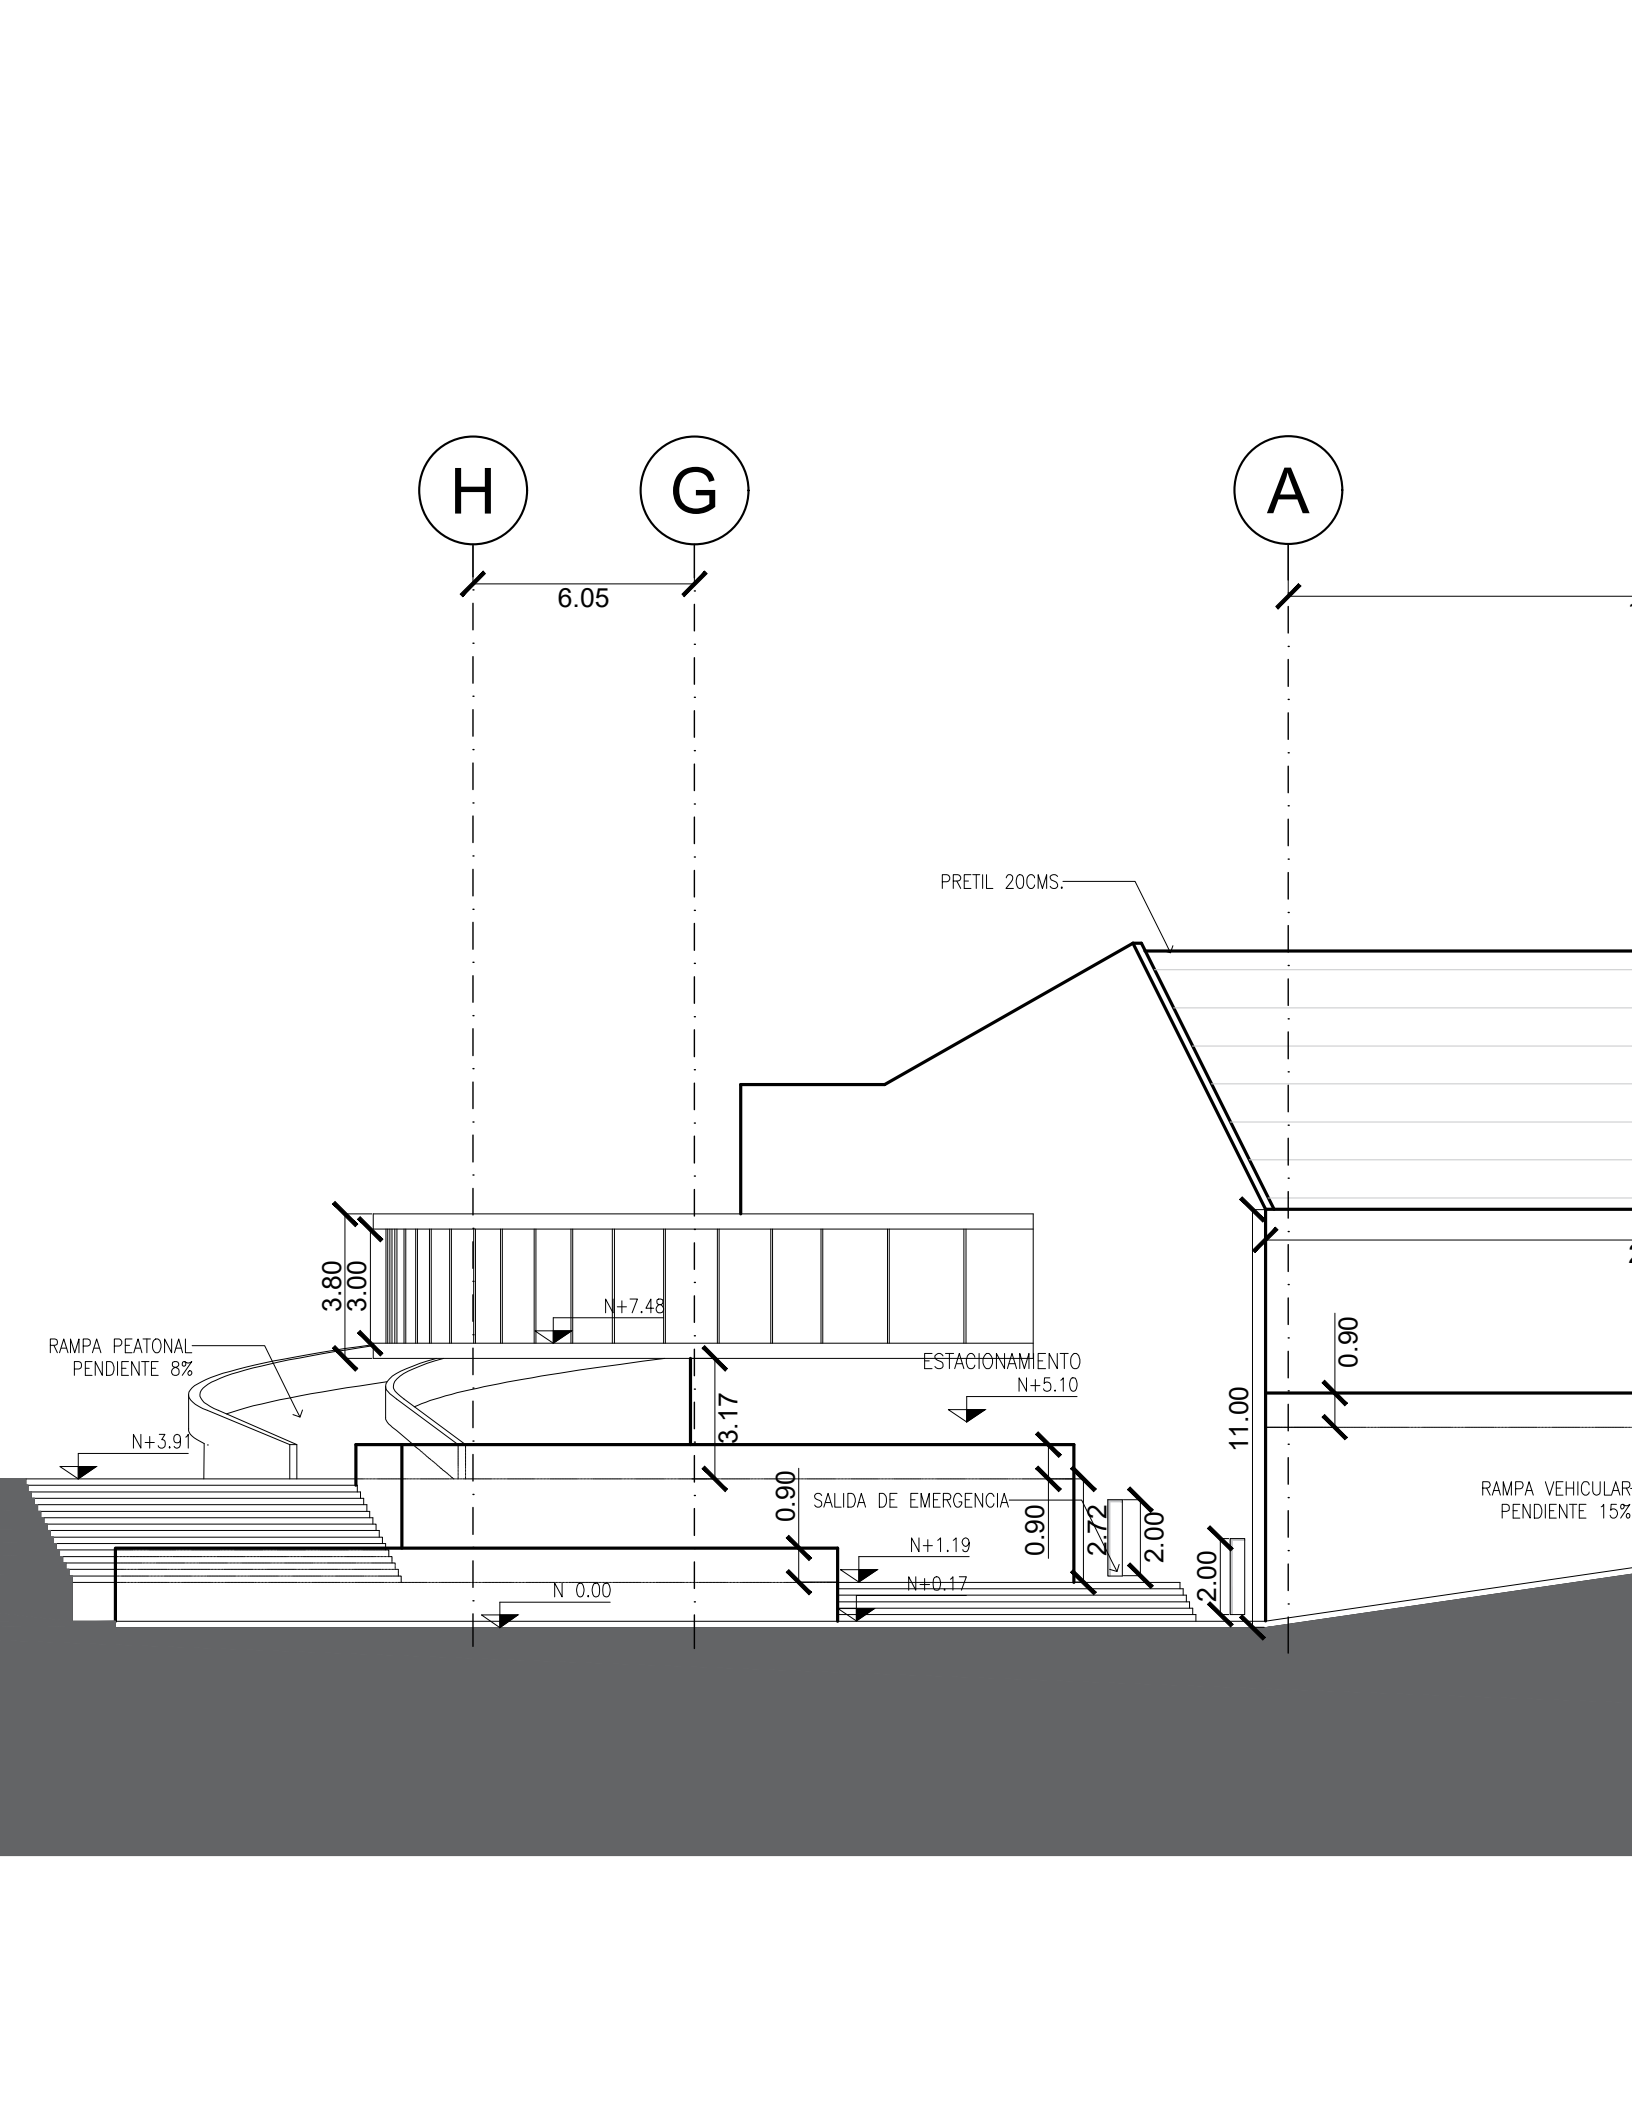 H
G
A
6.05
PRETIL 20CMS.
3.80
3.00
N+7.48
RAMPA PEATONAL
PENDIENTE 8%
ESTACIONAMIENTO
N+5.10
0.90
11.00
3.17
N+3.91
0.90
SALIDA DE EMERGENCIA
0.90
2.72
2.00
RAMPA VEHICULAR
PENDIENTE 15%
N+1.19
N+0.17
N 0.00
2.00